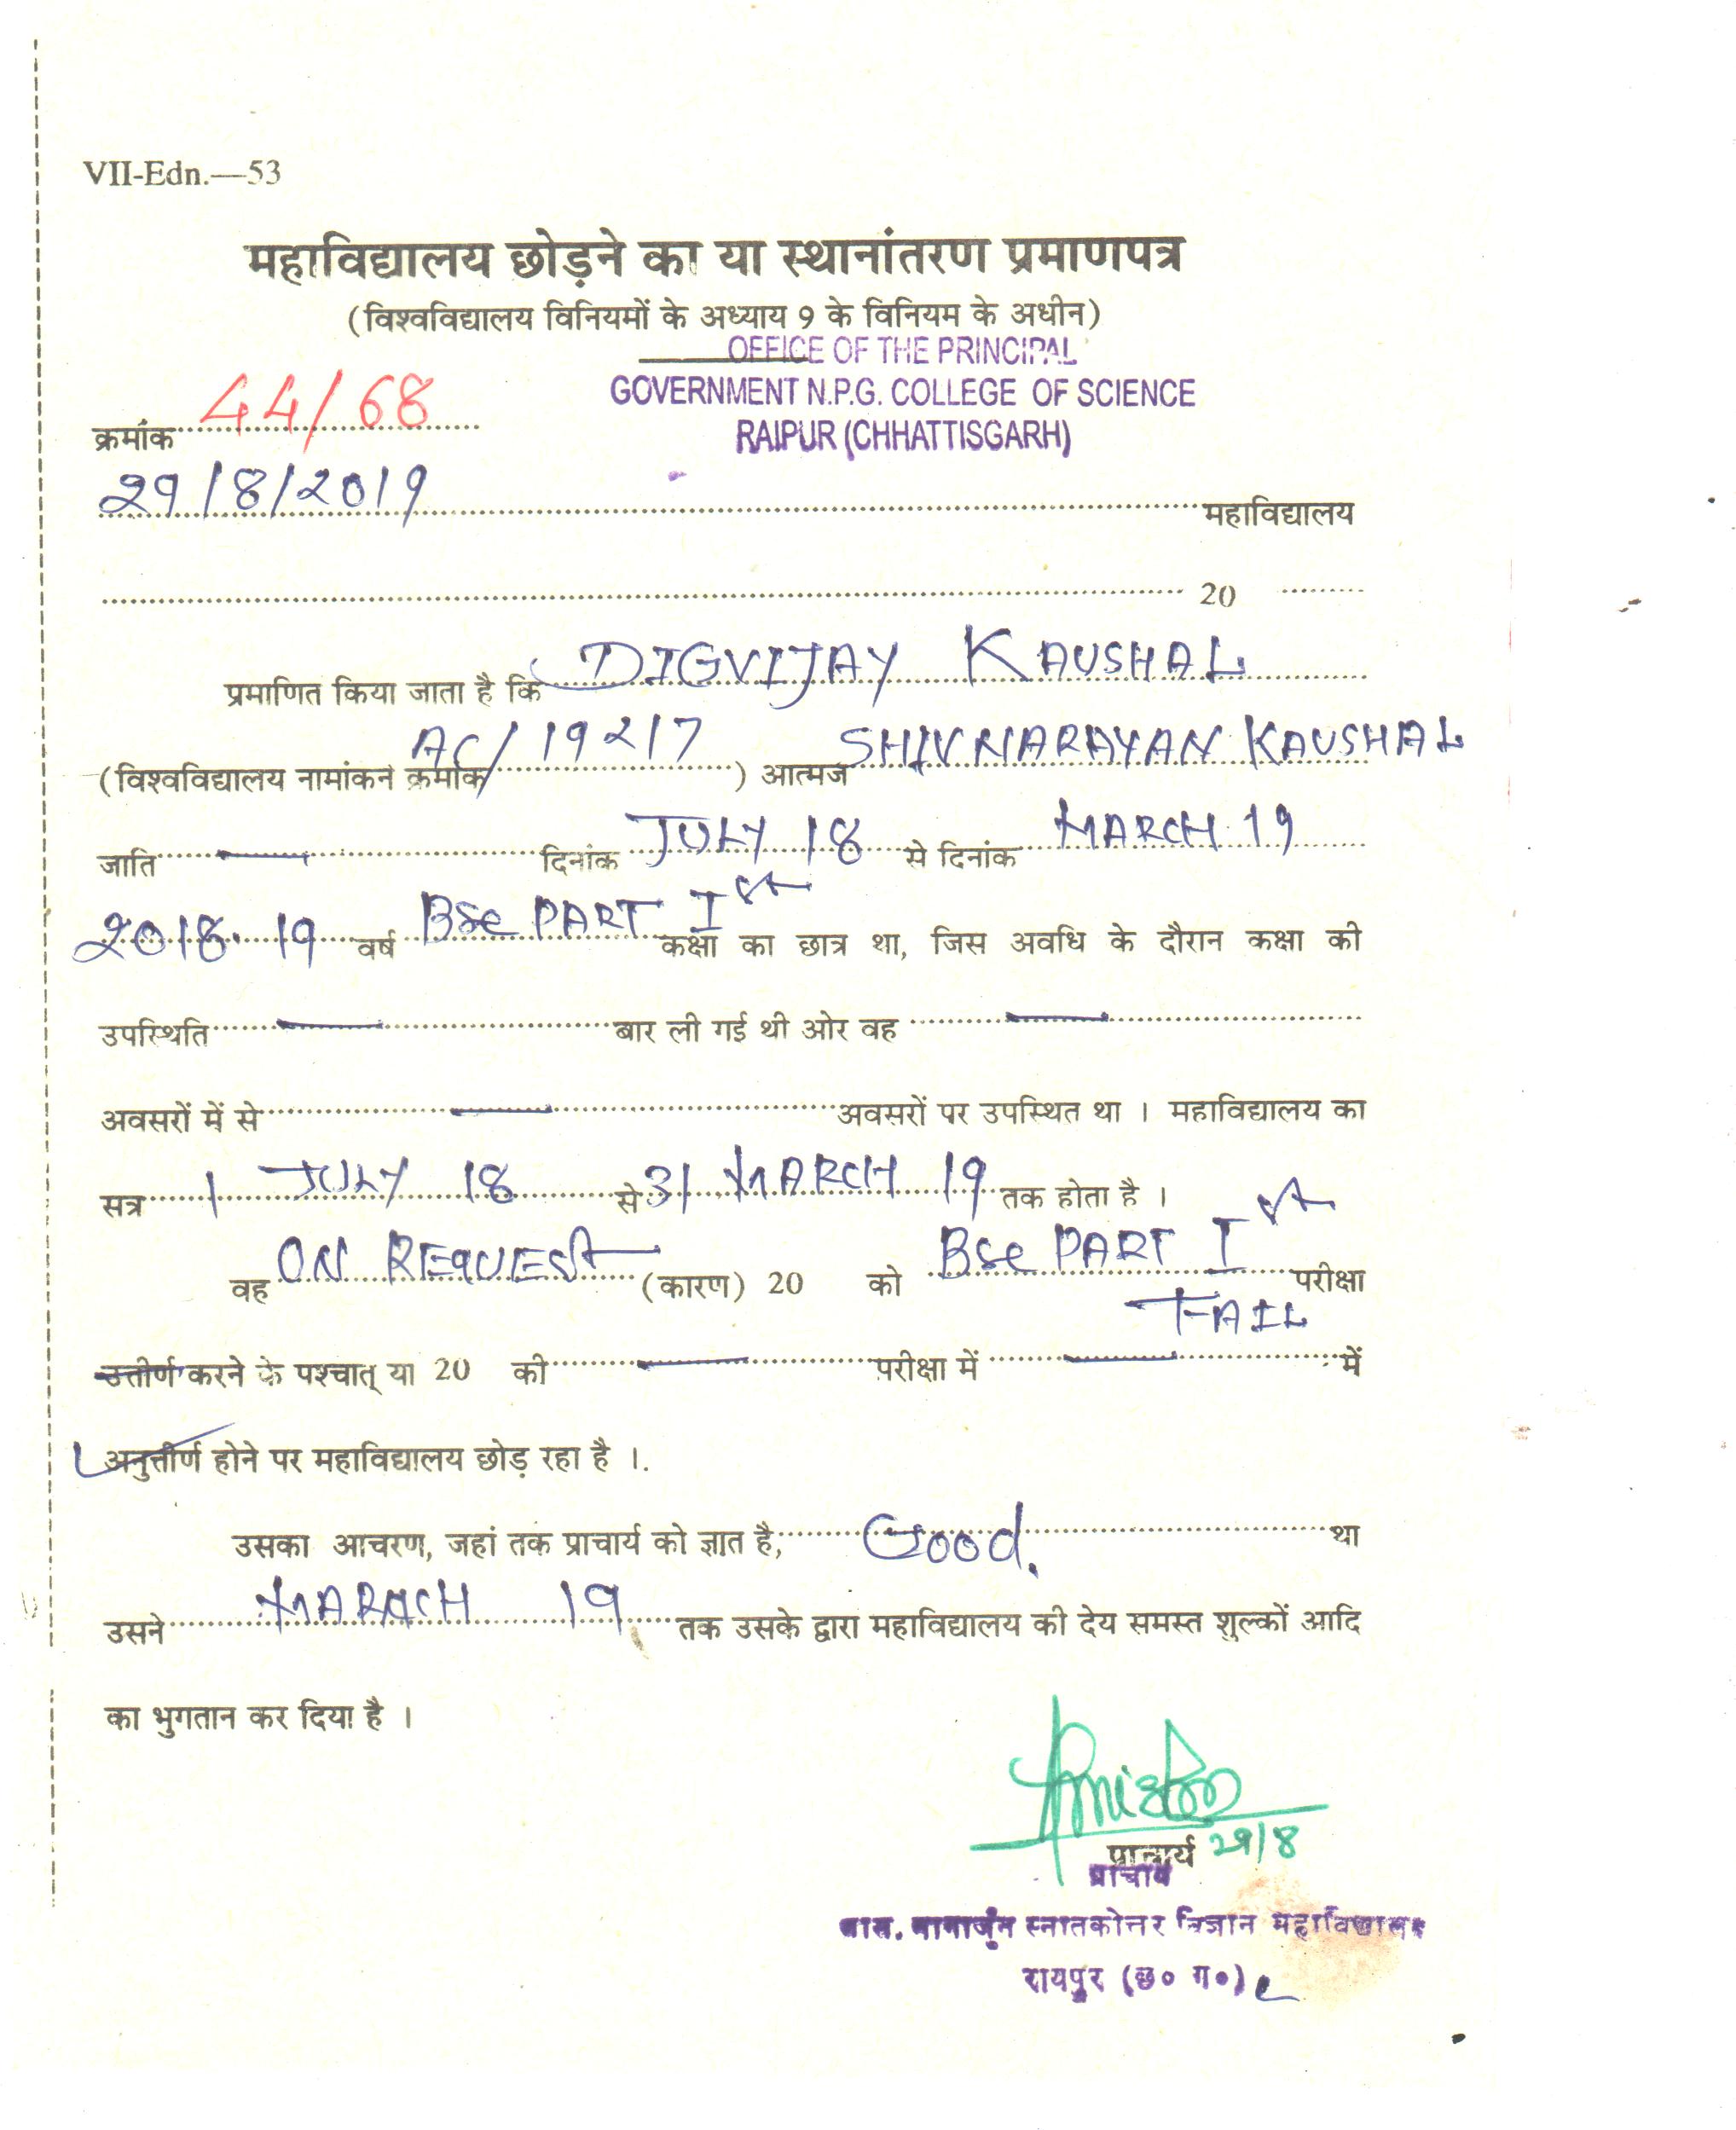 VII-Edn.—53
महाविद्यालय छोड़ने का या स्थानांतरण प्रमाणपत्र
(विश्वविद्यालय विनियमों के अध्याय 9 के विनियम के अधीन)
OFFICE OF THE PRINCIPAL
GOVERNMENT N.P.G. COLLEGE OF SCIENCE
RAIPUR (CHHATTISGARH)
क्रमांक 44/68
29/8/2019 महाविद्यालय
20
प्रमाणित किया जाता है कि DIGVIJAY KAUSHAL
(विश्वविद्यालय नामांकन क्रमांक AC/19217) आत्मज SHIVNARAYAN KAUSHAL
जाति — दिनांक JULY 18 से दिनांक MARCH 19
2018-19 वर्ष BSc PART Ist कक्षा का छात्र था, जिस अवधि के दौरान कक्षा की
उपस्थिति — बार ली गई थी ओर वह —
अवसरों में से — अवसरों पर उपस्थित था । महाविद्यालय का
सत्र 1 JULY 18 से 31 MARCH 19 तक होता है ।
वह ON REQUEST (कारण) 20 को BSc PART Ist परीक्षा
FAIL
उत्तीर्ण करने के पश्चात् या 20 की — परीक्षा में — में
अनुत्तीर्ण होने पर महाविद्यालय छोड़ रहा है ।
उसका आचरण, जहां तक प्राचार्य को ज्ञात है, Good. था
उसने MARCH 19 तक उसके द्वारा महाविद्यालय की देय समस्त शुल्कों आदि
का भुगतान कर दिया है ।
प्राचार्य 29/8
प्राचार्य
नागार्जुन स्नातकोत्तर विज्ञान महाविद्यालय
रायपुर (छ० ग०)